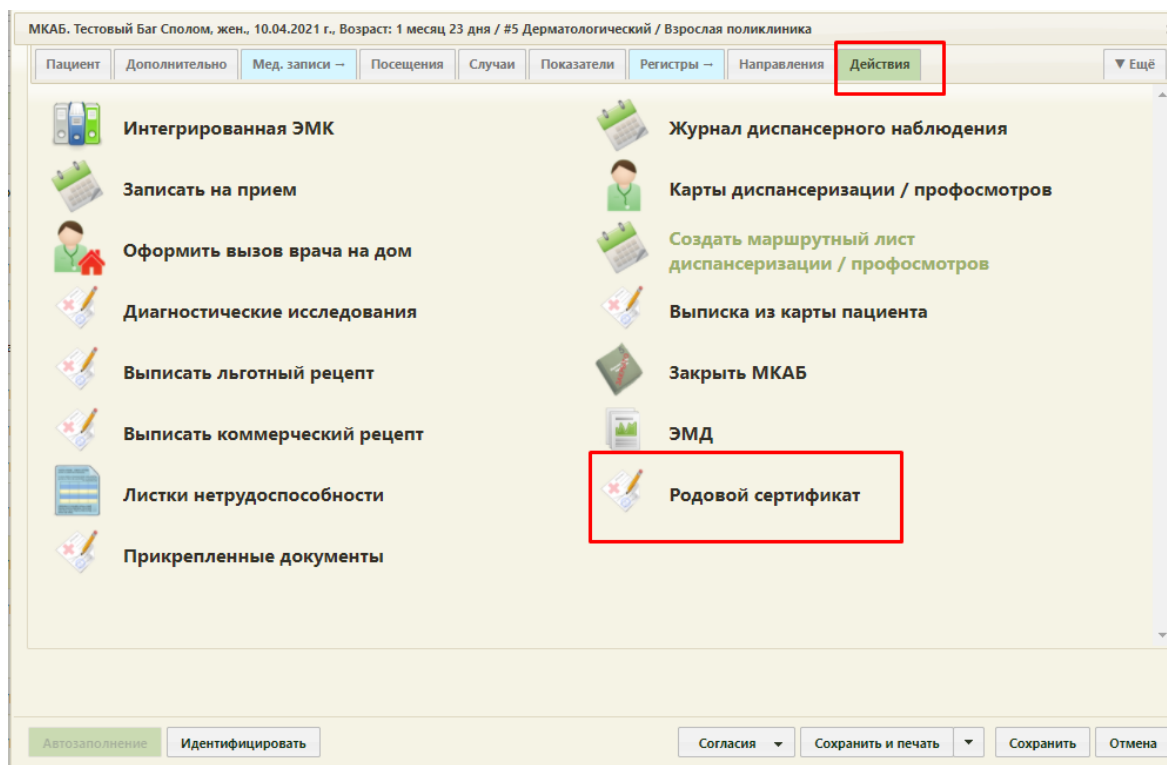 МКАБ. Тестовый Баг Сполом, жен., 10.04.2021 г., Возраст: 1 месяц 23 дня / #5 Дерматологический / Взрослая поликлиника
Пациент Дополнительно Мед. записи → Посещения Случаи Показатели Регистры → Направления Действия ▼ Ещё
Интегрированная ЭМК
Журнал диспансерного наблюдения
Записать на прием
Карты диспансеризации / профосмотров
Оформить вызов врача на дом
Создать маршрутный лист
диспансеризации / профосмотров
Диагностические исследования
Выписка из карты пациента
Выписать льготный рецепт
Закрыть МКАБ
Выписать коммерческий рецепт
ЭМД
Листки нетрудоспособности
Родовой сертификат
Прикрепленные документы
Автозаполнение Идентифицировать Согласия Сохранить и печать Сохранить Отмена